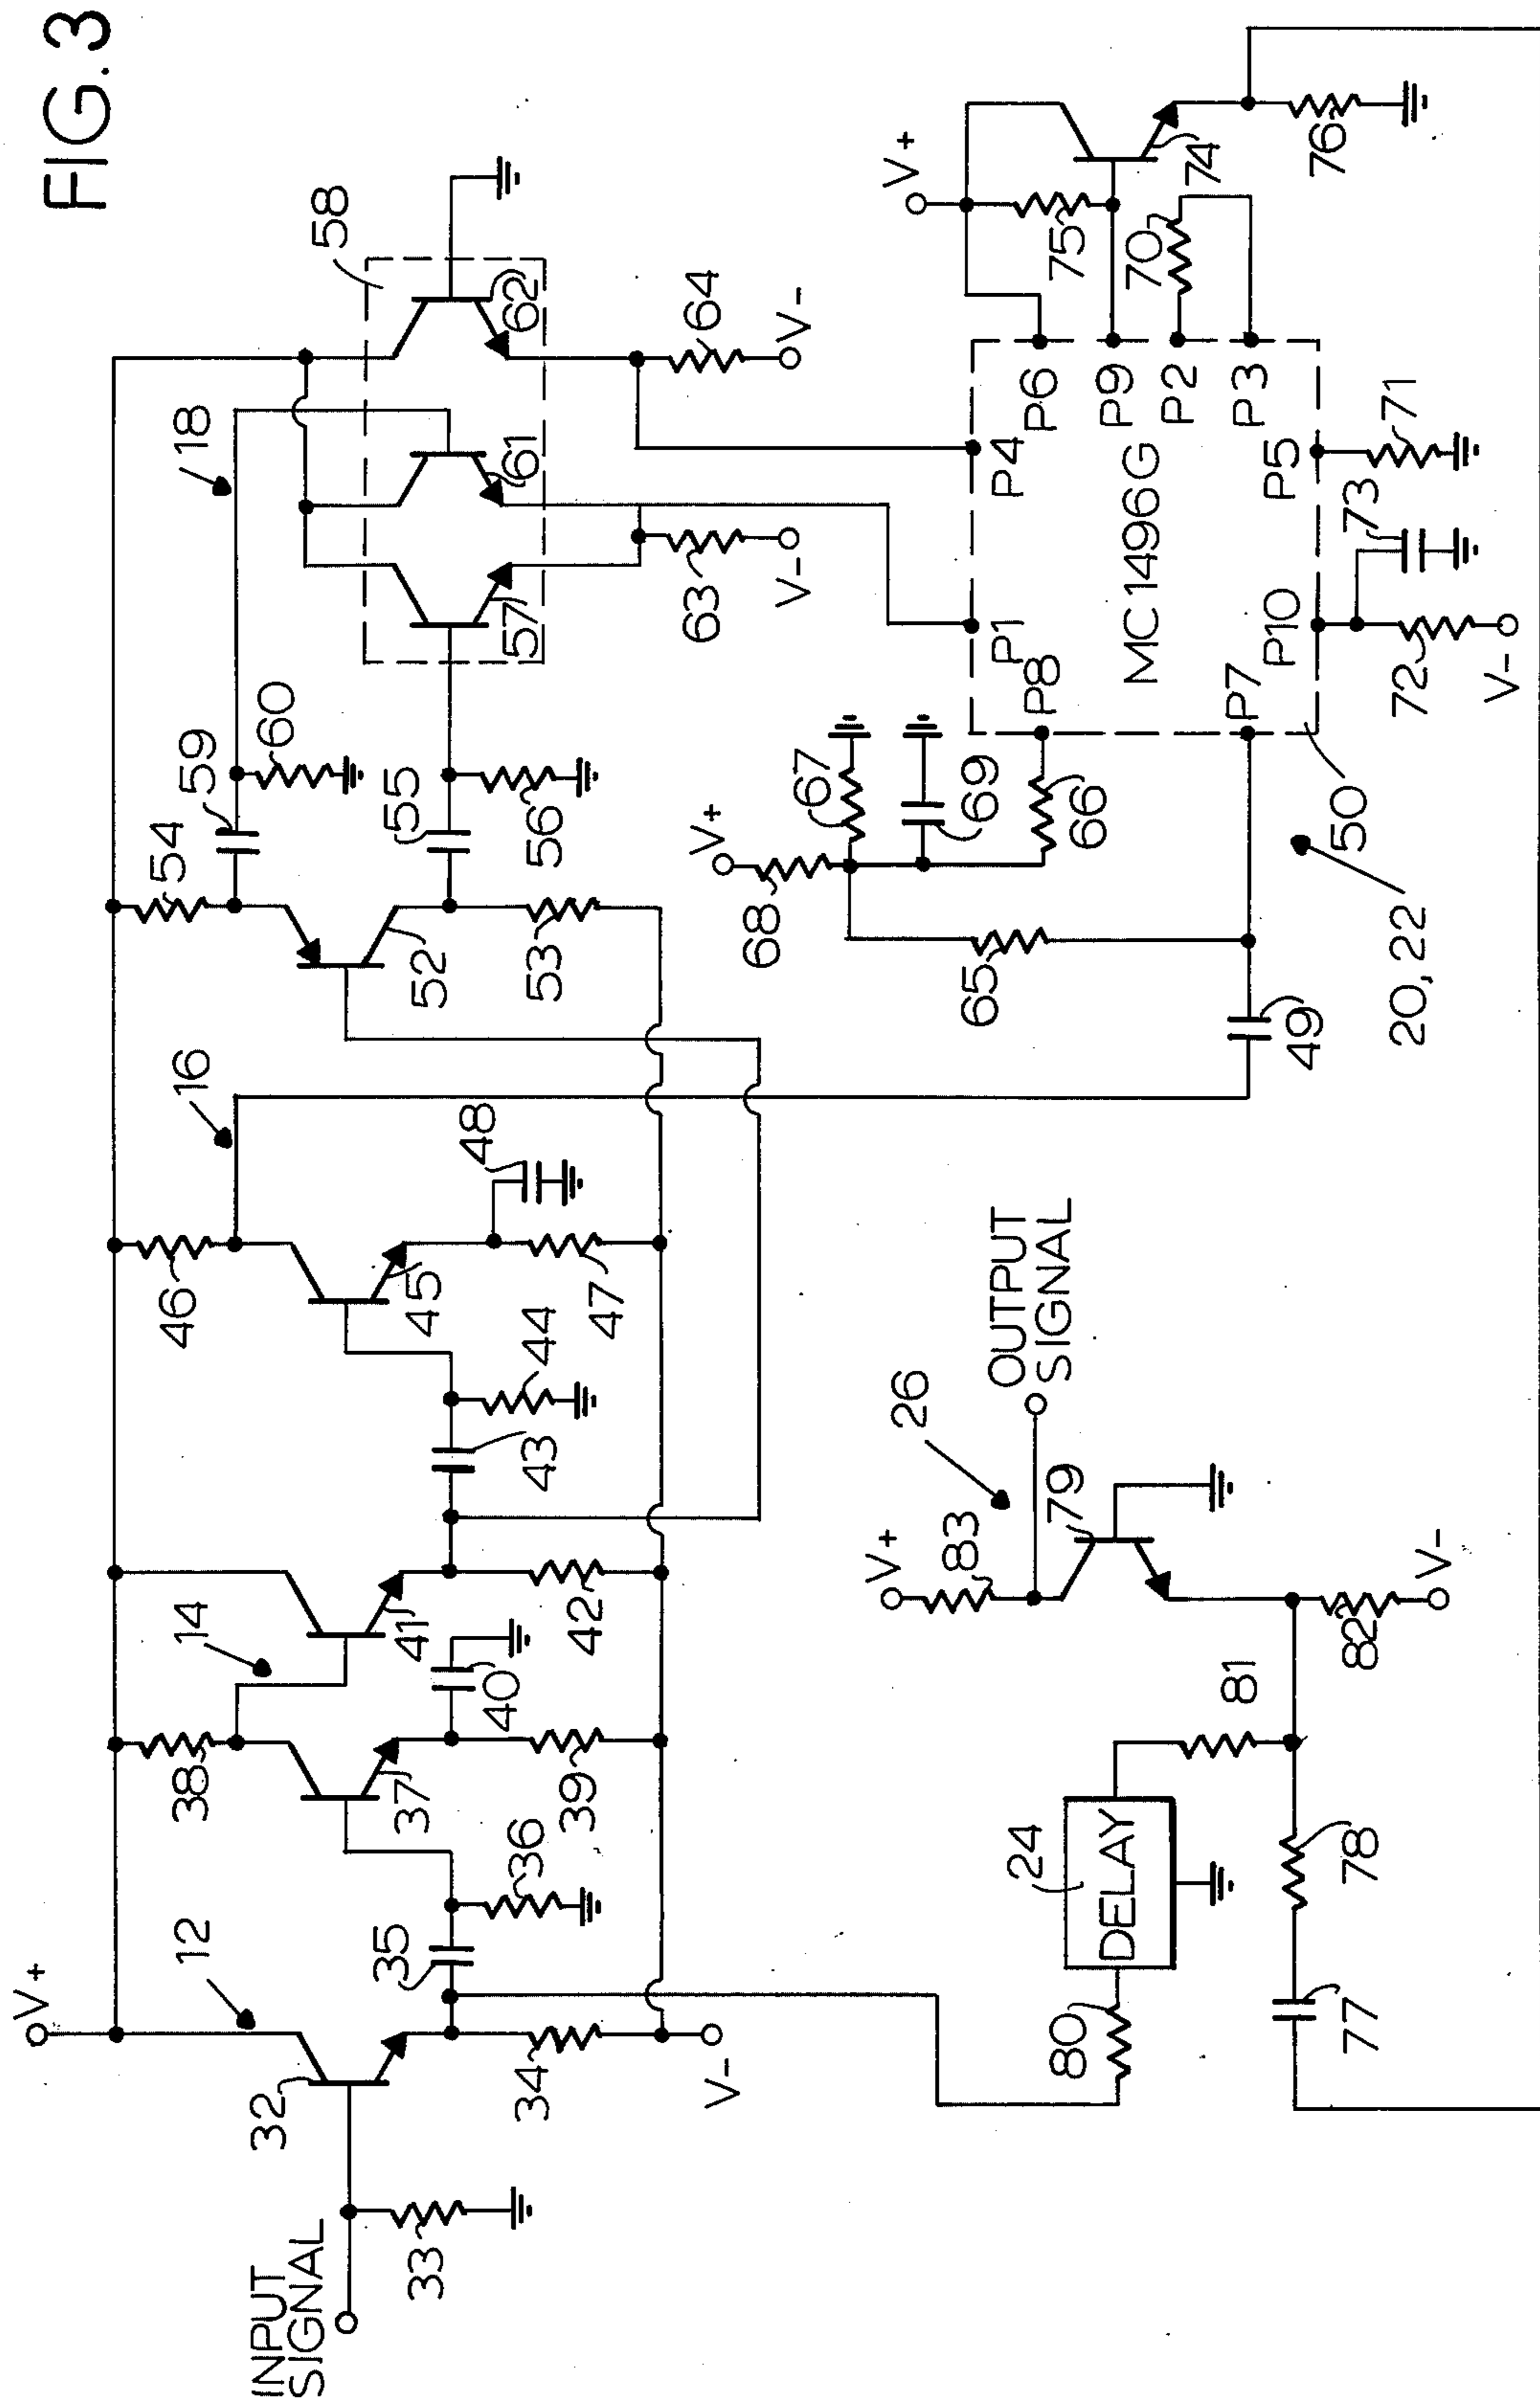 FIG. 3
V+
12
32
INPUT
SIGNAL
33
34
V-
35
36
38
37
39
14
41
40
42
43
44
46
45
47
48
16
54
52
53
59
60
55
56
18
58
57
61
62
63
V-
64
V-
V+
68
67
69
65
66
49
20, 22
50
P8
P1
P4
P6
MC1496G
P9
P2
P7
P3
P10
P5
72
V-
73
71
V+
75
70
74
76
24
DELAY
80
81
77
78
V+
83
26
OUTPUT
SIGNAL
79
82
V-